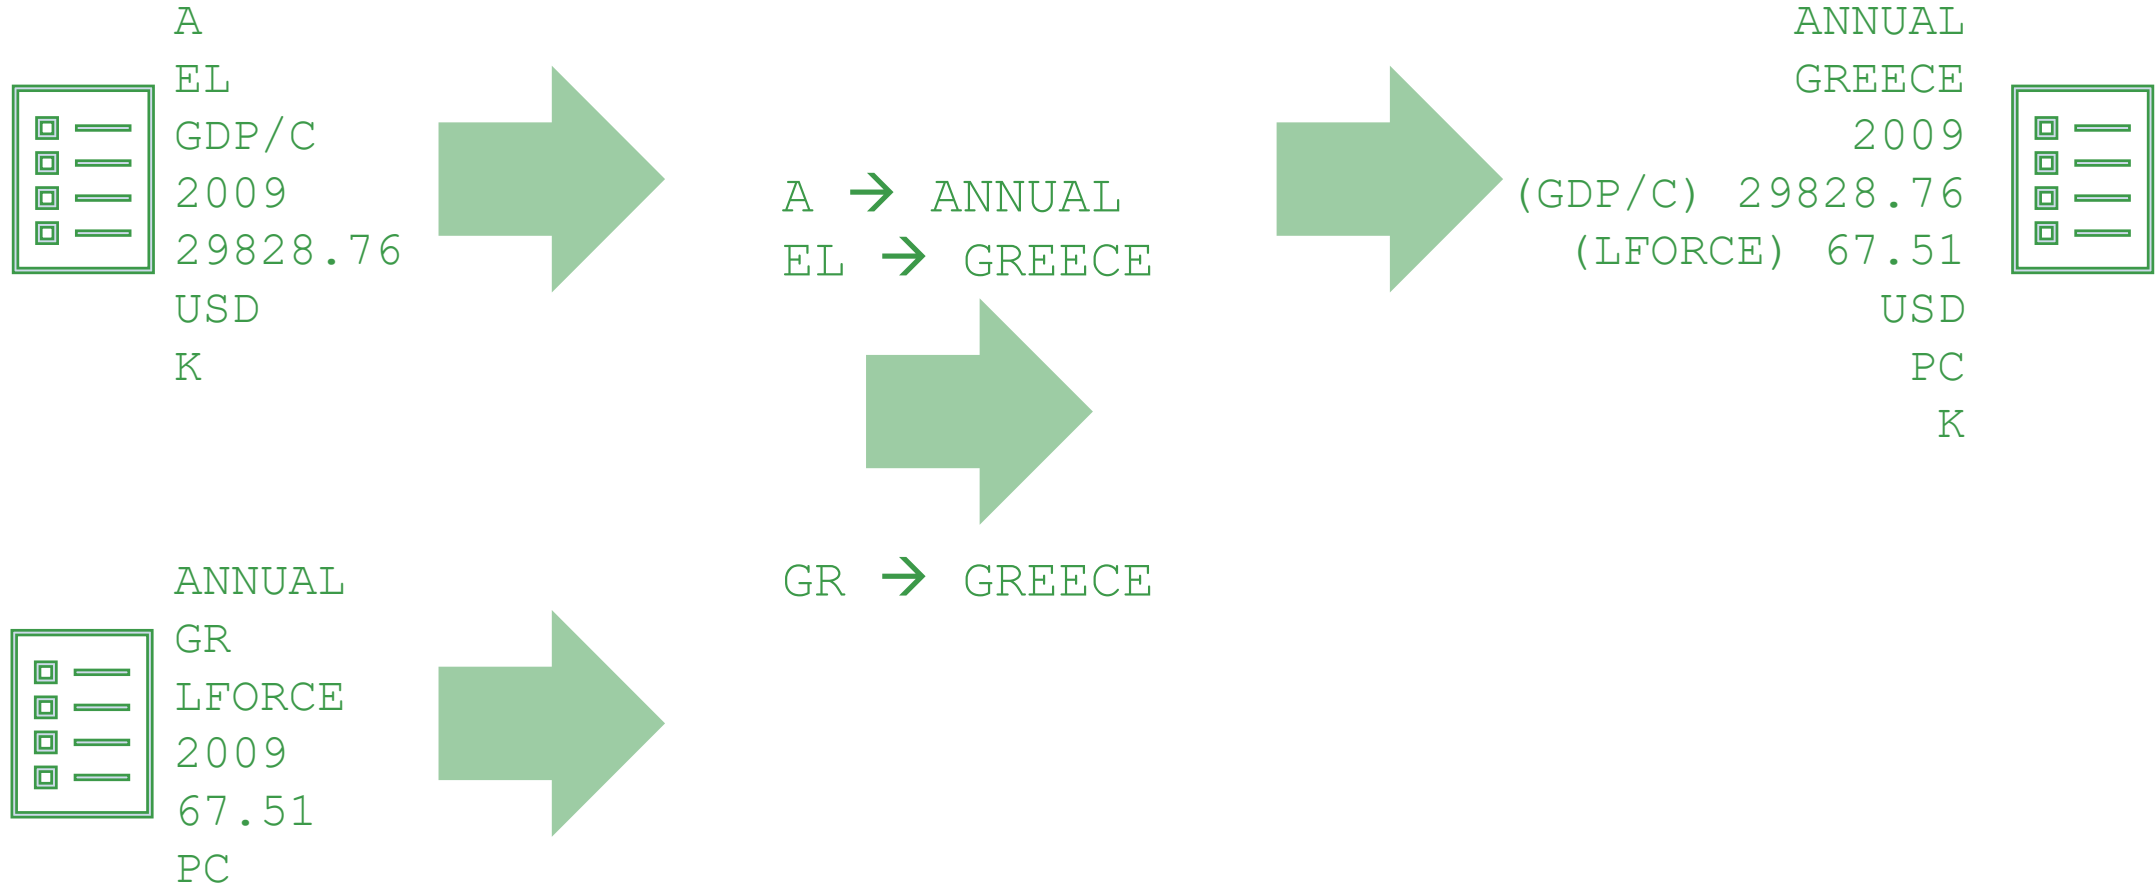 A
EL
GDP/C
2009
29828.76
USD
K
A → ANNUAL
EL → GREECE
GR → GREECE
ANNUAL
GR
LFORCE
2009
67.51
PC
ANNUAL
GREECE
2009
(GDP/C) 29828.76
(LFORCE) 67.51
USD
PC
K